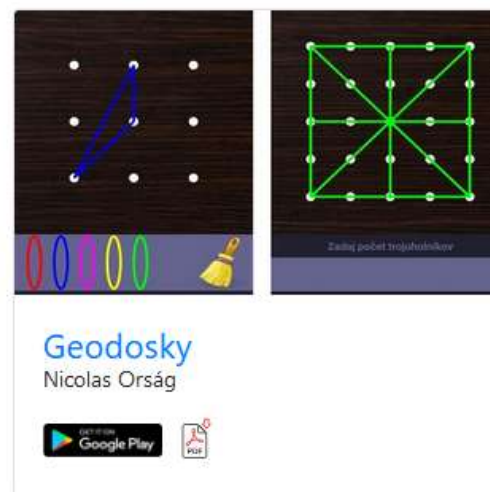 Zadaj počet trojuholníkov
Geodosky
Nicolas Orság
GET IT ON
Google Play
PDF